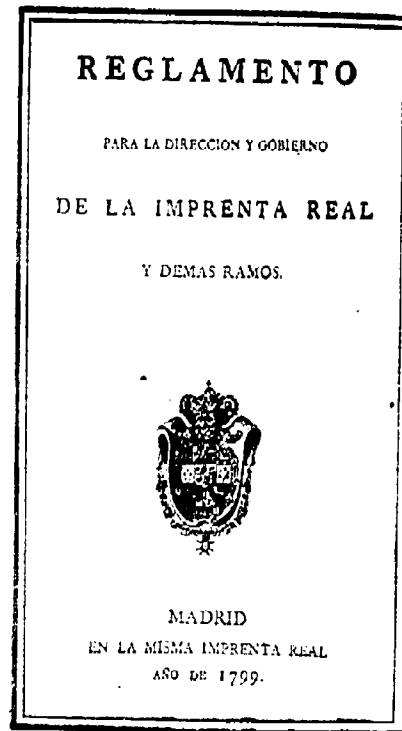 REGLAMENTO
PARA LA DIRECCION Y GOBIERNO
DE LA IMPRENTA REAL
Y DEMAS RAMOS.
MADRID
EN LA MISMA IMPRENTA REAL
AÑO DE 1799.